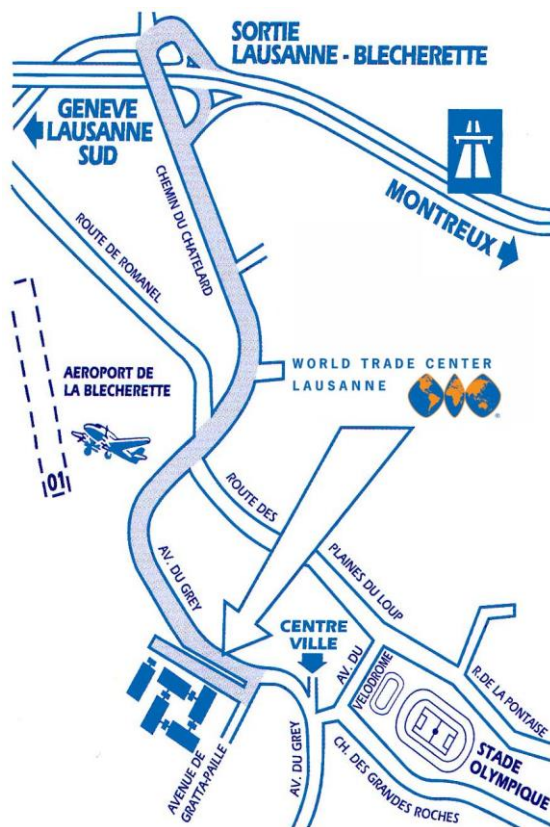 SORTIE
LAUSANNE - BLECHERETTE
GENEVE
LAUSANNE
SUD
MONTREUX
CHEMIN DU CHATELARD
ROUTE DE ROMANEL
WORLD TRADE CENTER
LAUSANNE
®
AEROPORT DE
LA BLECHERETTE
01
ROUTE DES
PLAINES DU LOUP
AV. DU GREY
CENTRE
VILLE
AV. DU
VELODROME
R.DE LA PONTAISE
STADE
OLYMPIQUE
AVENUE DE
GRATTA-PAILLE
AV. DU GREY
CH. DES GRANDES ROCHES